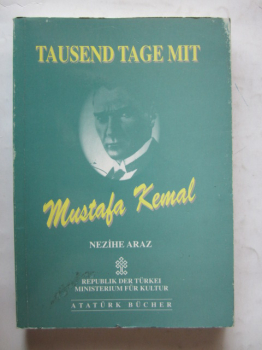 TAUSEND TAGE MIT
Mustafa Kemal
NEZİHE ARAZ
REPUBLIK DER TÜRKEI
MINISTERIUM FÜR KULTUR
ATATÜRK BÜCHER